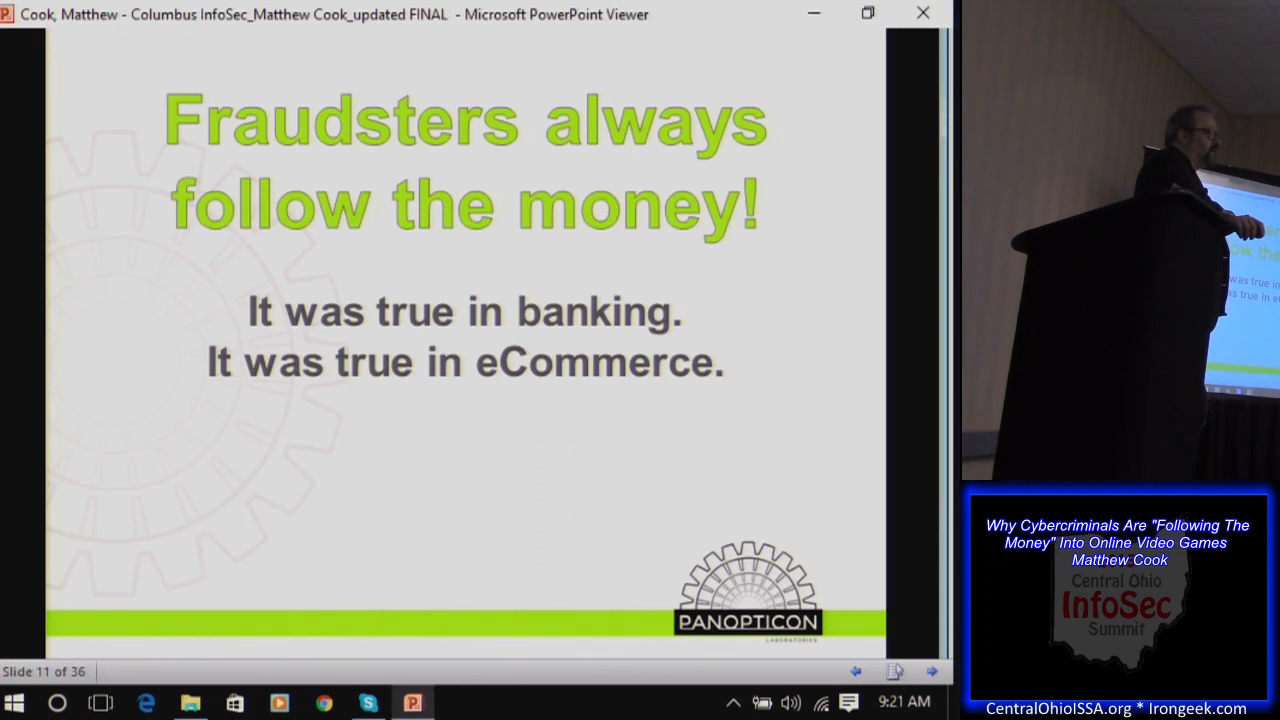 Cook, Matthew - Columbus InfoSec_Matthew Cook_updated FINAL - Microsoft PowerPoint Viewer
Fraudsters always
follow the money!
It was true in banking.
It was true in eCommerce.
PANOPTICON
LABORATORIES
Slide 11 of 36
9:21 AM
Why Cybercriminals Are "Following The
Money" Into Online Video Games
Matthew Cook
Central Ohio
InfoSec
Summit
CentralOhioISSA.org * Irongeek.com